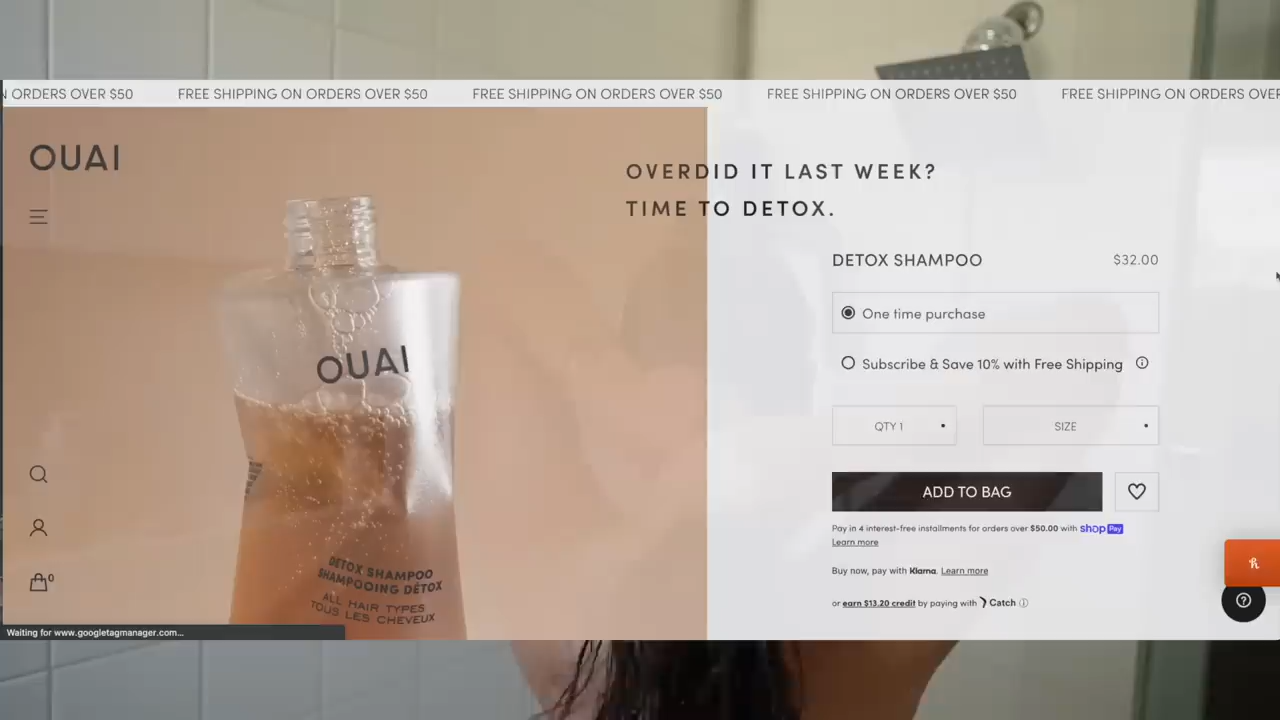 N ORDERS OVER $50 FREE SHIPPING ON ORDERS OVER $50 FREE SHIPPING ON ORDERS OVER $50 FREE SHIPPING ON ORDERS OVER $50 FREE SHIPPING ON ORDERS OVER
OUAI
OVERDID IT LAST WEEK?
TIME TO DETOX.
DETOX SHAMPOO $32.00
One time purchase
Subscribe & Save 10% with Free Shipping
QTY 1 SIZE
ADD TO BAG
Pay in 4 interest-free installments for orders over $50.00 with shop Pay
Learn more
Buy now, pay with Klarna. Learn more
or earn $13.20 credit by paying with Catch
OUAI
DETOX SHAMPOO
SHAMPOOING DÉTOX
ALL HAIR TYPES
TOUS LES CHEVEUX
0
Waiting for www.googletagmanager.com...